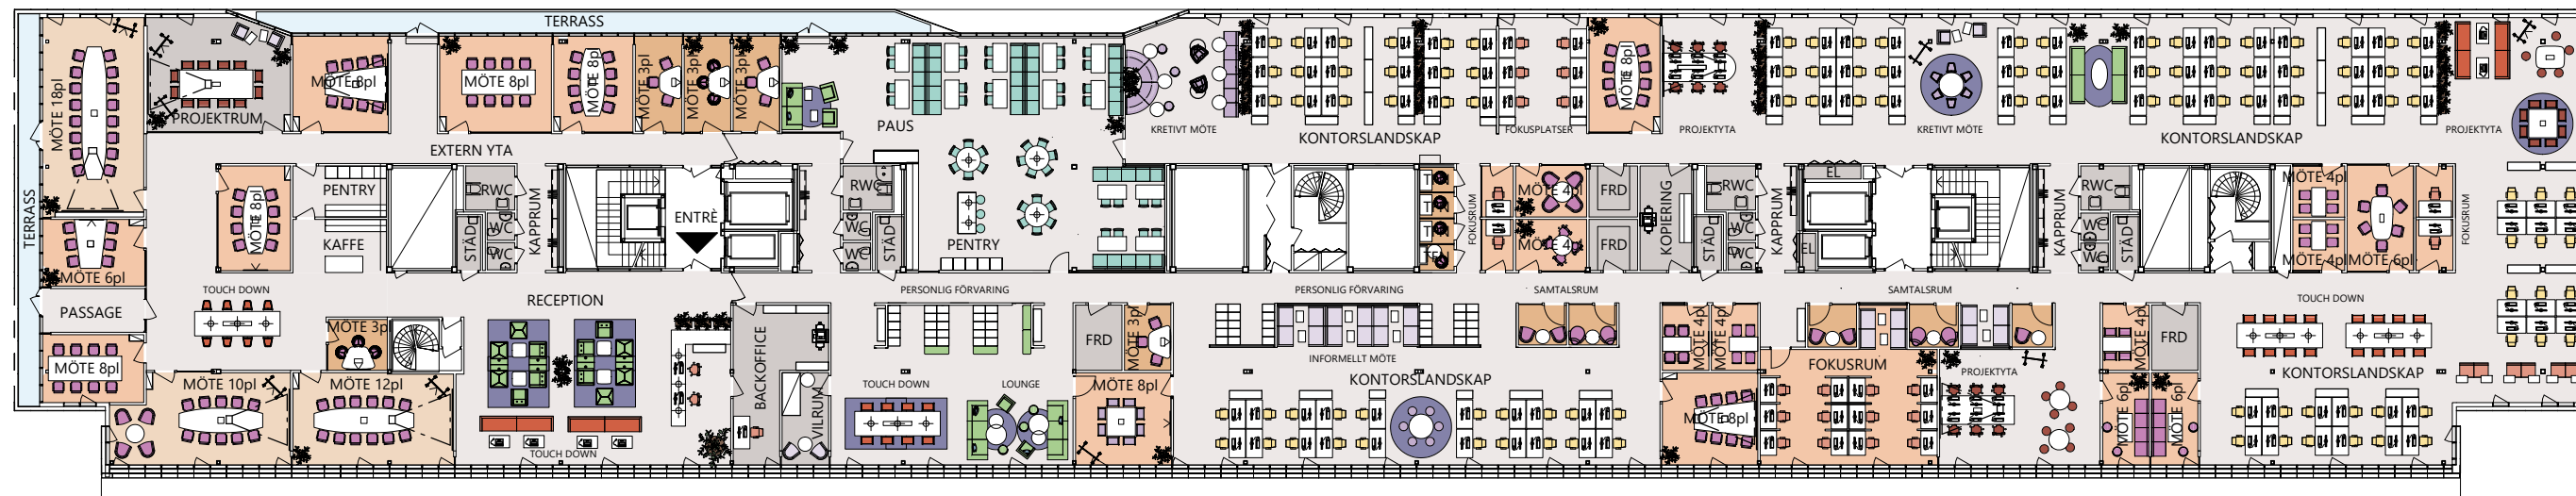 TERRASS
TERRASS
MÖTE 18pl
PROJEKTRUM
MÖTE 8pl
MÖTE 8pl
MÖTE 8pl
MÖTE 3pl
MÖTE 3pl
MÖTE 3pl
PAUS
EXTERN YTA
KRETIVT MÖTE
KONTORSLANDSKAP
FOKUSPLATSER
MÖTE 8pl
PROJEKTYTA
KRETIVT MÖTE
KONTORSLANDSKAP
PROJEKTYTA
MÖTE 8pl
PENTRY
KAFFE
RWC
WC
WC
STÄD
KAPPRUM
ENTRÈ
RWC
WC
WC
STÄD
PENTRY
FOKUSRUM
MÖTE 4pl
MÖTE 4pl
FRD
FRD
KOPIERING
RWC
WC
WC
STÄD
KAPPRUM
EL
EL
KAPPRUM
RWC
WC
WC
STÄD
MÖTE 4pl
MÖTE 4pl
MÖTE 6pl
FOKUSRUM
MÖTE 6pl
PASSAGE
MÖTE 8pl
TOUCH DOWN
RECEPTION
PERSONLIG FÖRVARING
PERSONLIG FÖRVARING
SAMTALSRUM
SAMTALSRUM
TOUCH DOWN
MÖTE 3pl
MÖTE 10pl
MÖTE 12pl
TOUCH DOWN
BACKOFFICE
VILRUM
TOUCH DOWN
LOUNGE
FRD
MÖTE 3pl
MÖTE 8pl
INFORMELLT MÖTE
KONTORSLANDSKAP
MÖTE 4pl
MÖTE 4pl
MÖTE 8pl
FOKUSRUM
PROJEKTYTA
MÖTE 4pl
FRD
MÖTE 6pl
MÖTE 6pl
KONTORSLANDSKAP